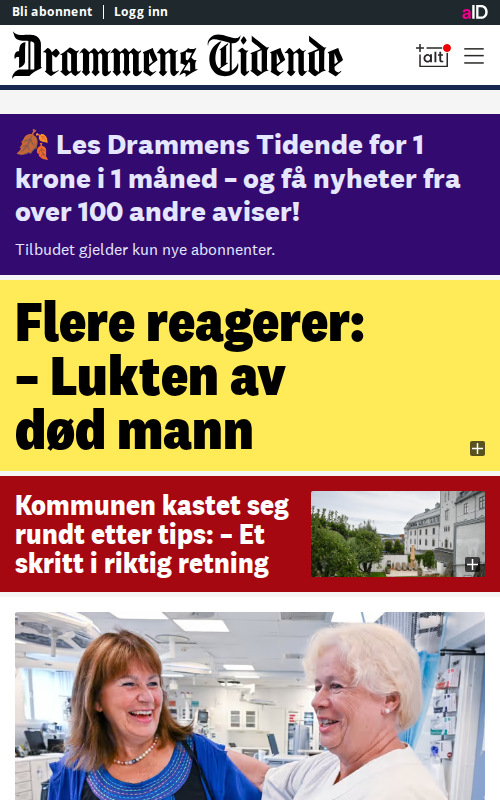 Bli abonnent
Logg inn
aID
Drammens Tidende
+alt
Les Drammens Tidende for 1
krone i 1 måned – og få nyheter fra
over 100 andre aviser!
Tilbudet gjelder kun nye abonnenter.
Flere reagerer:
– Lukten av
død mann
Kommunen kastet seg
rundt etter tips: – Et
skritt i riktig retning